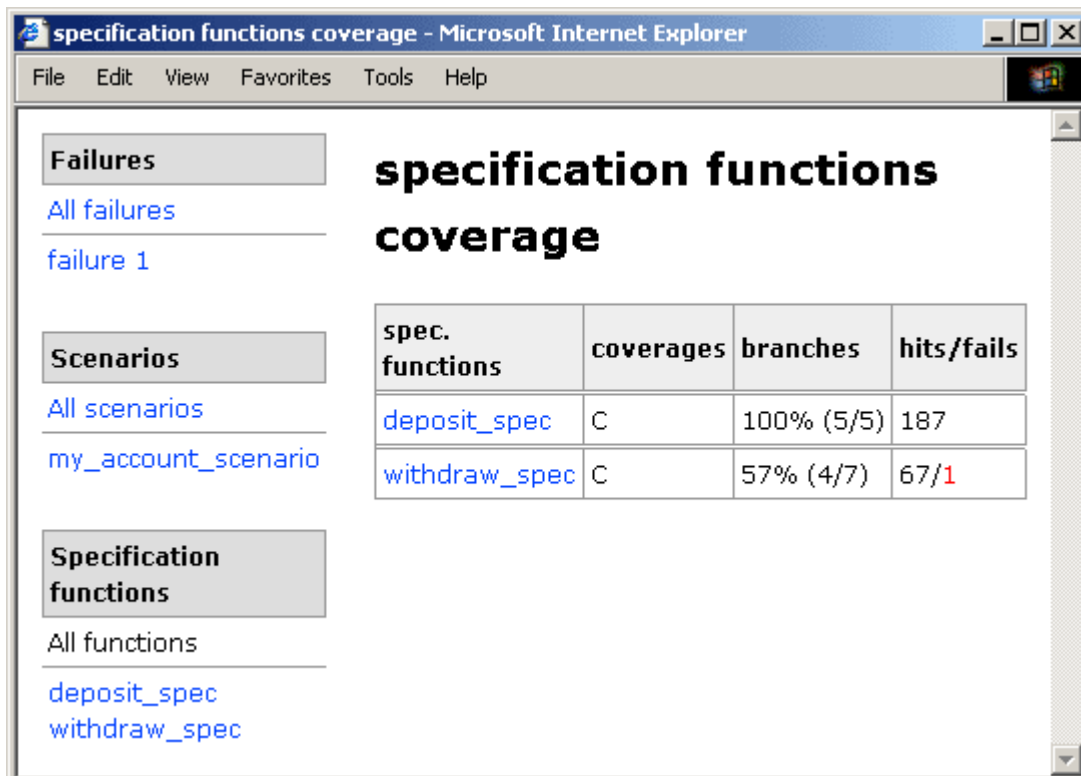 specification functions coverage - Microsoft Internet Explorer
File Edit View Favorites Tools Help
Failures
All failures
failure 1
Scenarios
All scenarios
my_account_scenario
Specification
functions
All functions
deposit_spec
withdraw_spec
specification functions
coverage
spec. functions coverages branches hits/fails
deposit_spec C 100% (5/5) 187
withdraw_spec C 57% (4/7) 67/1